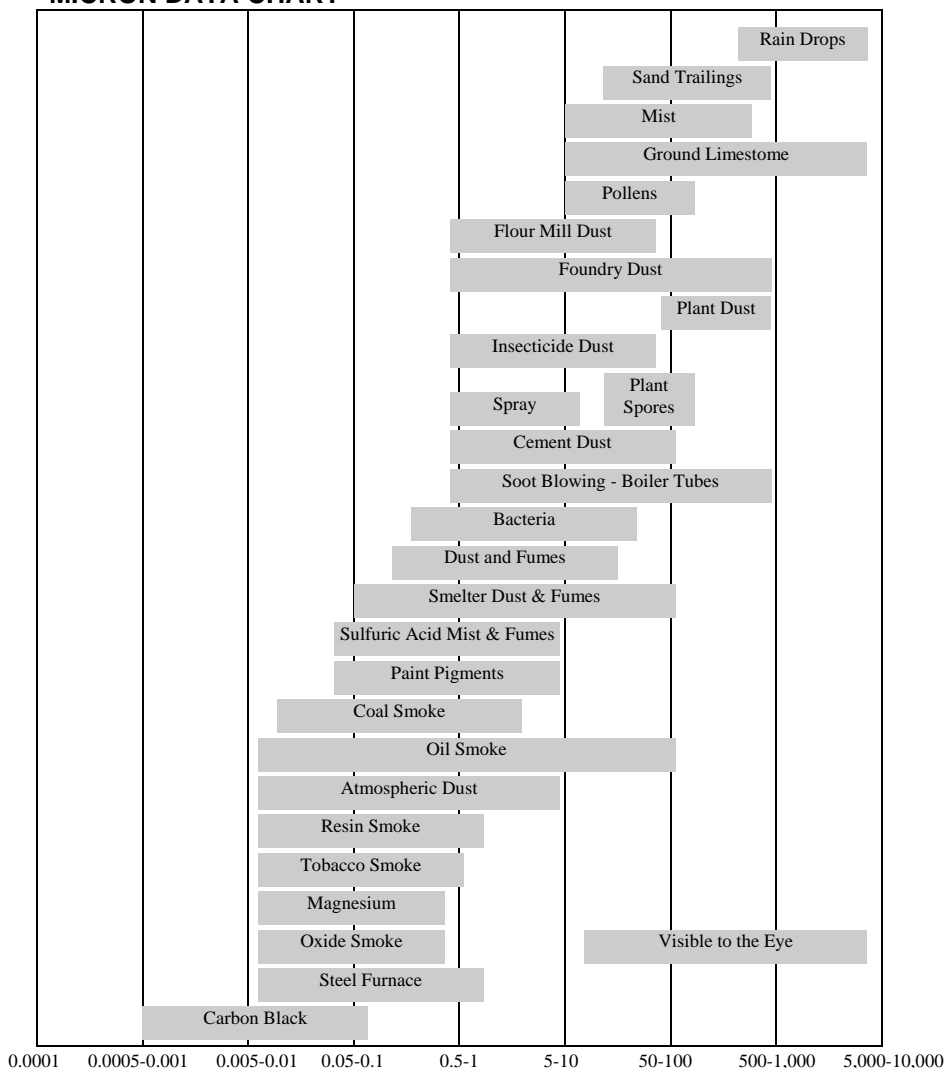 MICRON DATA CHART
Rain Drops
Sand Trailings
Mist
Ground Limestome
Pollens
Flour Mill Dust
Foundry Dust
Plant Dust
Insecticide Dust
Plant
Spores
Spray
Cement Dust
Soot Blowing - Boiler Tubes
Bacteria
Dust and Fumes
Smelter Dust & Fumes
Sulfuric Acid Mist & Fumes
Paint Pigments
Coal Smoke
Oil Smoke
Atmospheric Dust
Resin Smoke
Tobacco Smoke
Magnesium
Oxide Smoke Visible to the Eye
Steel Furnace
Carbon Black
0.0001 0.0005-0.001 0.005-0.01 0.05-0.1 0.5-1 5-10 50-100 500-1,000 5,000-10,000